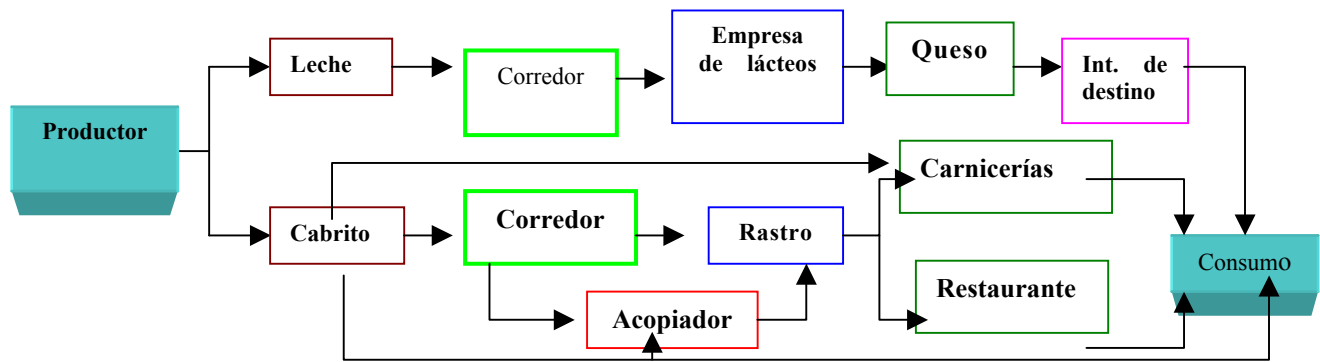 Productor
Leche
Corredor
Empresa
de lácteos
Queso
Int. de
destino
Cabrito
Corredor
Acopiador
Rastro
Carnicerías
Restaurante
Consumo